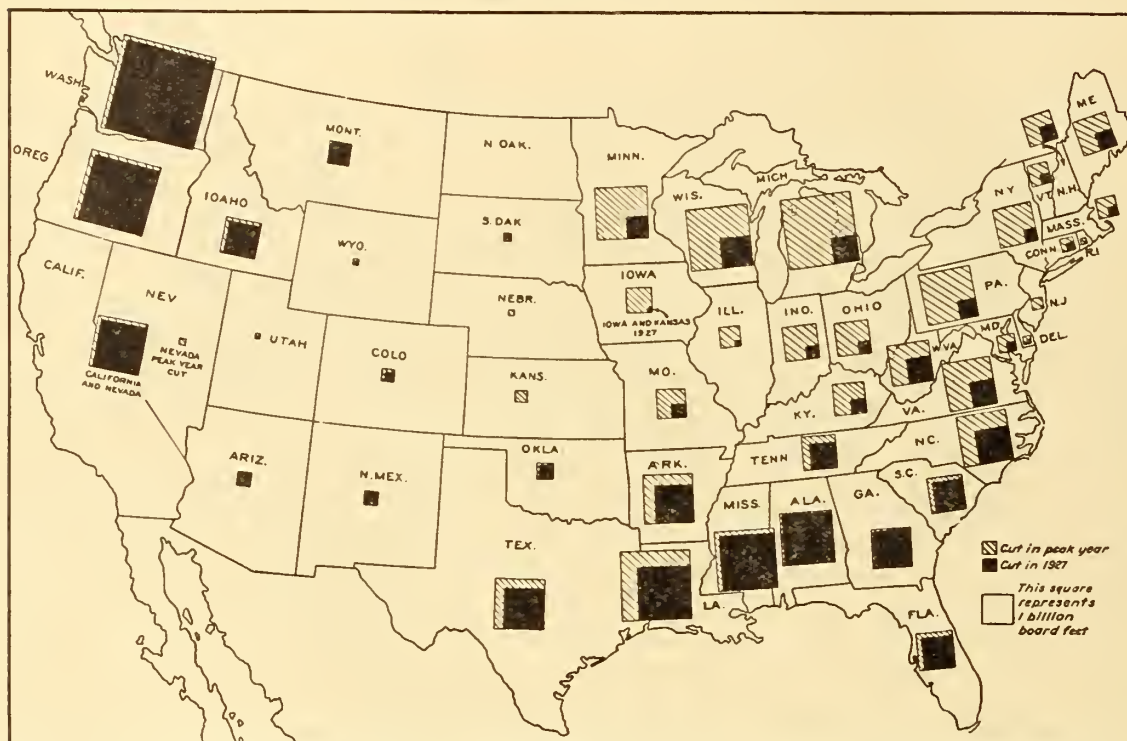 WASH.
OREG
CALIF.
NEV
NEVADA
PEAK YEAR
CUT
CALIFORNIA
AND NEVADA
IDAHO
MONT.
WYO.
UTAH
COLO
ARIZ.
N.MEX.
N DAK.
S.DAK
NEBR.
KANS.
OKLA.
TEX.
MINN.
IOWA
IOWA AND KANSAS
1927
MO.
ARK.
LA.
WIS.
MICH
ILL.
IND.
OHIO
KY.
TENN
MISS.
ALA.
GA.
FLA.
S.C.
N.C.
VA.
W.VA.
MD.
DEL.
PA.
N.J
N.Y
CONN
R.I
MASS.
VT.
N.H.
ME.
Cut in peak year
Cut in 1927
This square
represents
1 billion
board feet